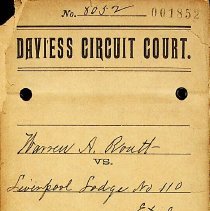 No. 8052 001852
DAVIESS CIRCUIT COURT.
Warren A. Routt
VS.
Liverpool Lodge No 110